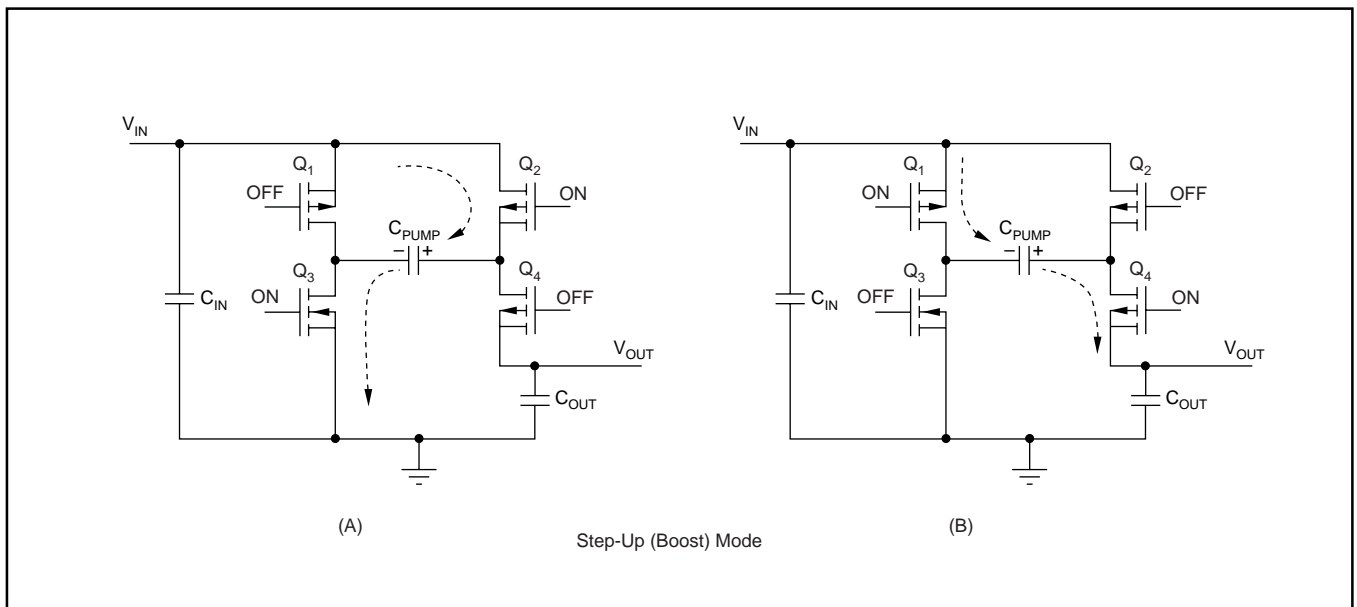 V_IN
Q_1
Q_2
OFF
ON
C_PUMP
− +
Q_3
Q_4
ON
OFF
C_IN
V_OUT
C_OUT
(A)
V_IN
Q_1
Q_2
ON
OFF
C_PUMP
− +
Q_3
Q_4
OFF
ON
C_IN
V_OUT
C_OUT
(B)
Step-Up (Boost) Mode